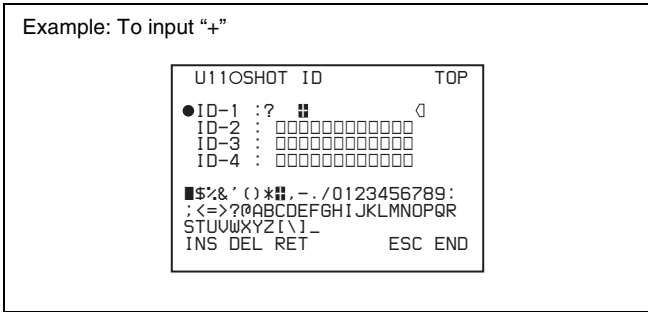 Example: To input “+”
U11○SHOT ID TOP
●ID-1 :? +
ID-2 : □□□□□□□□□□□□
ID-3 : □□□□□□□□□□□□
ID-4 : □□□□□□□□□□□□
■$%&'()*+,-./0123456789:
;<=>?@ABCDEFGHIJKLMNOPQR
STUVWXYZ[\]_
INS DEL RET ESC END